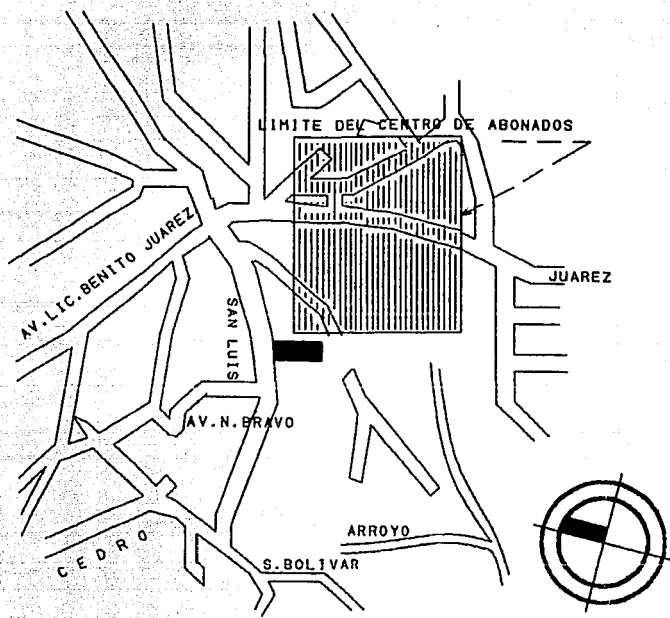 LIMITE DEL CENTRO DE ABONADOS
AV.LIC.BENITO JUAREZ
JUAREZ
SAN LUIS
AV.N.BRAVO
CEDRO
ARROYO
S.BOLIVAR